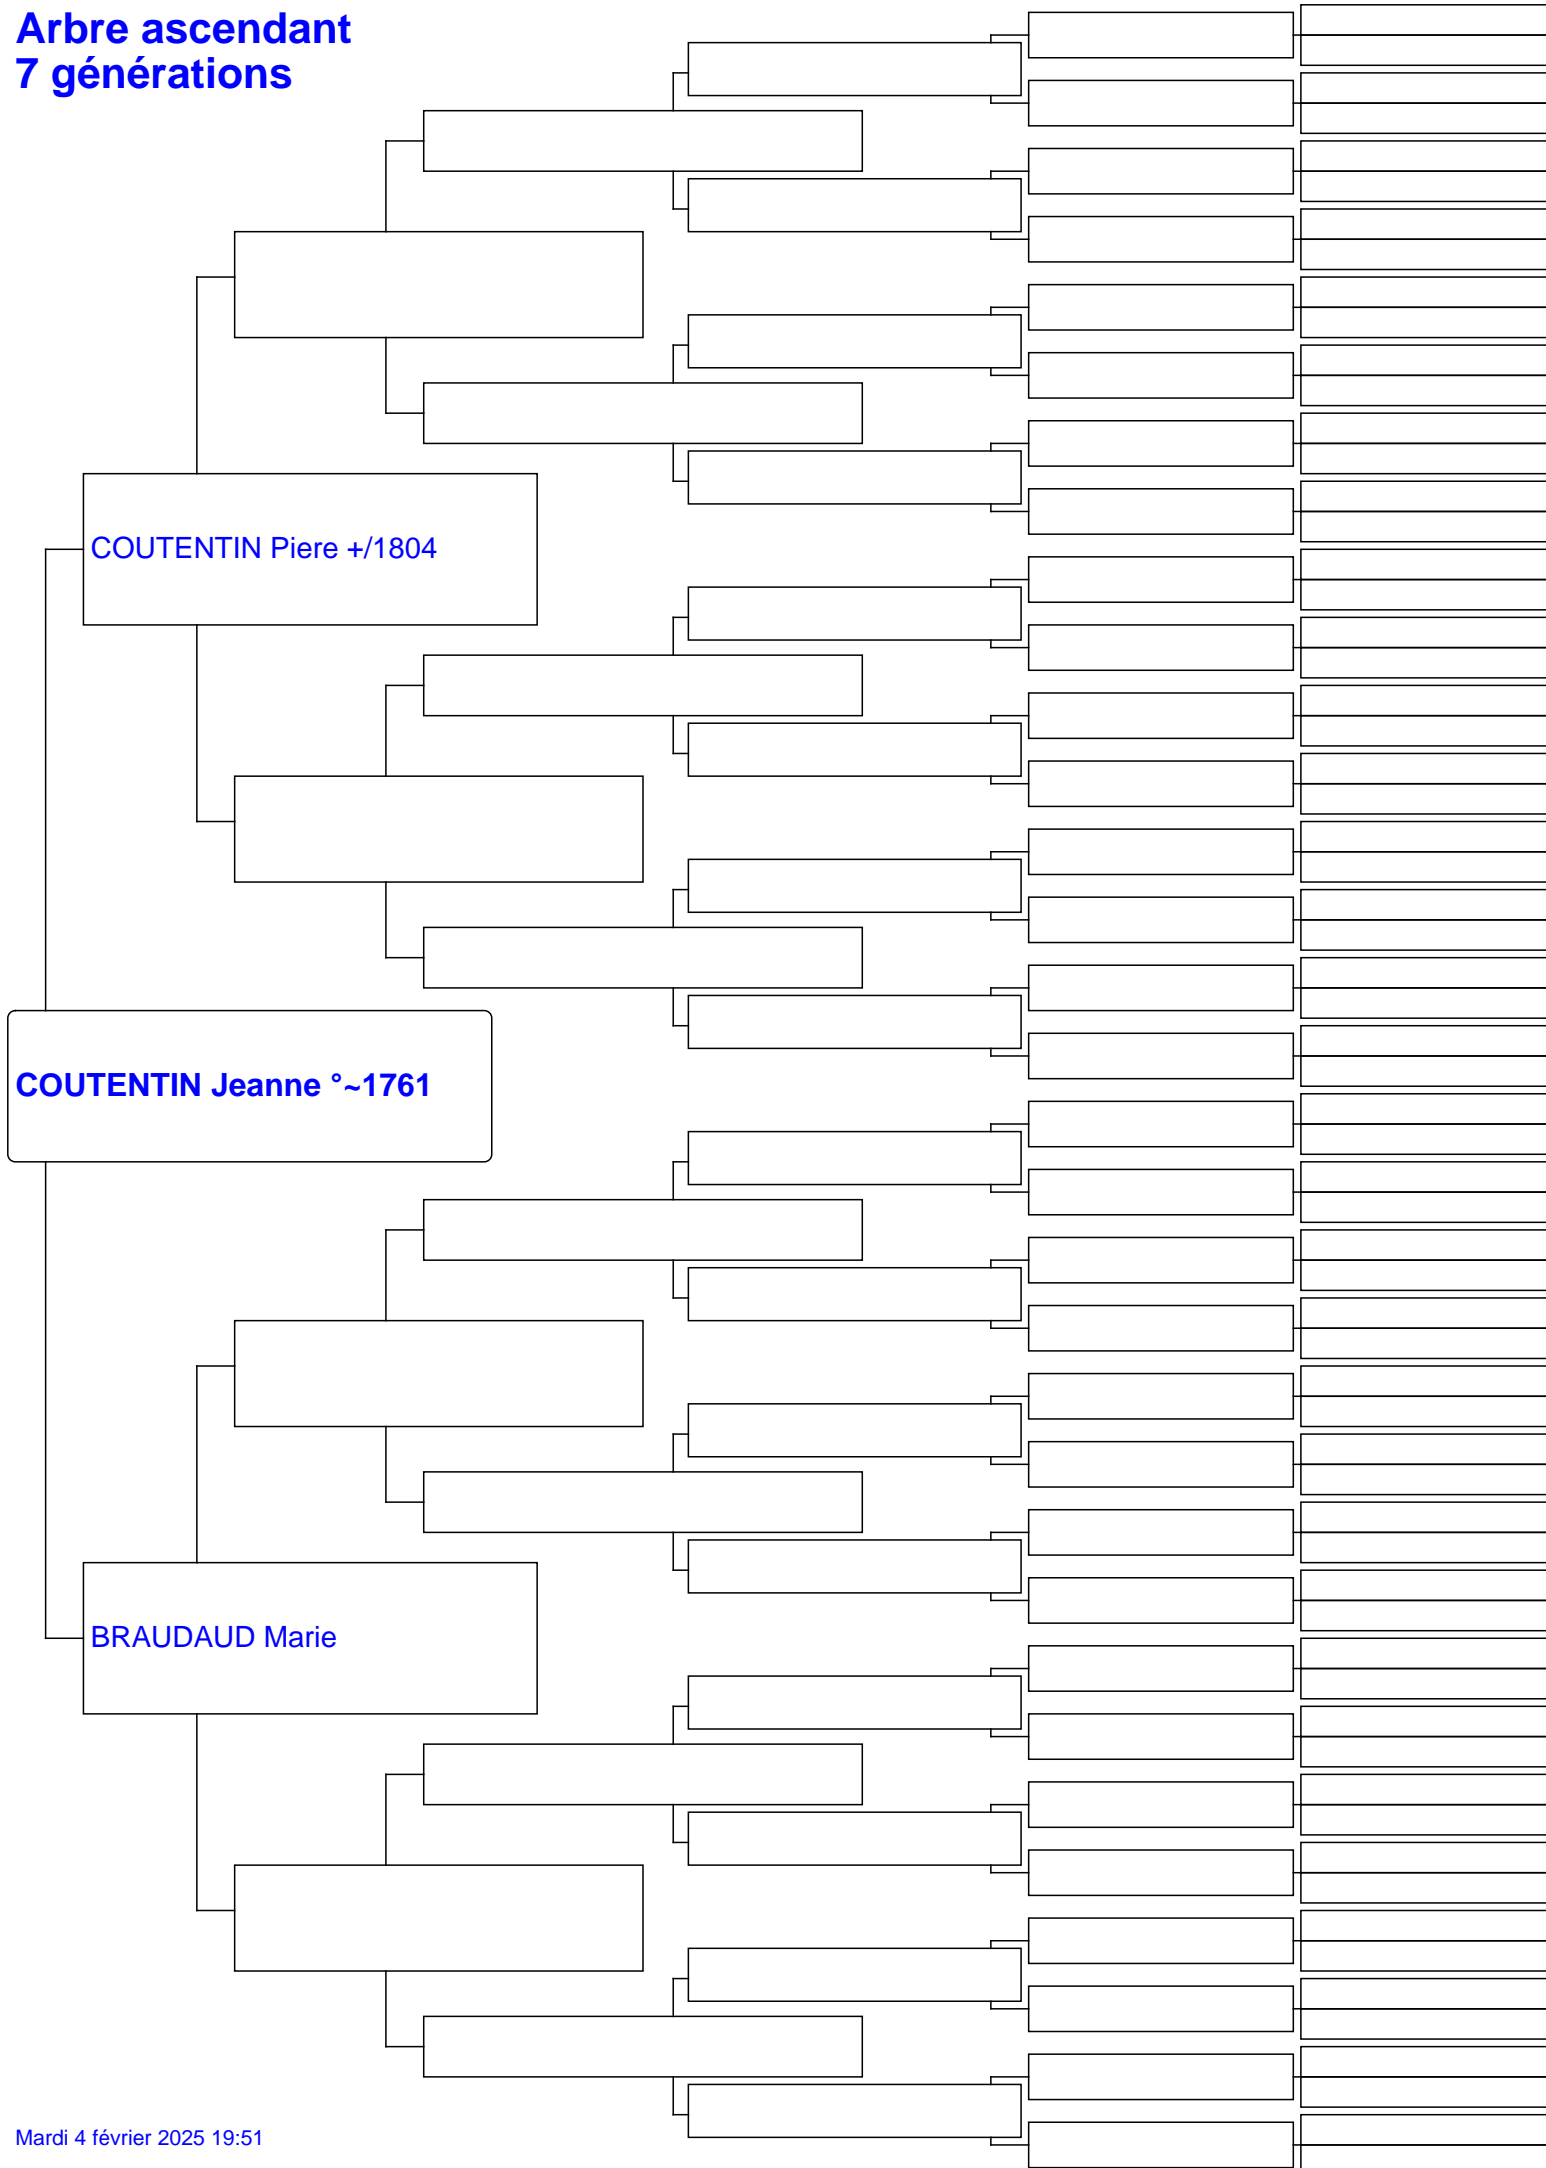 Arbre ascendant
7 générations
COUTENTIN Piere +/1804
COUTENTIN Jeanne °~1761
BRAUDAUD Marie
Mardi 4 février 2025 19:51